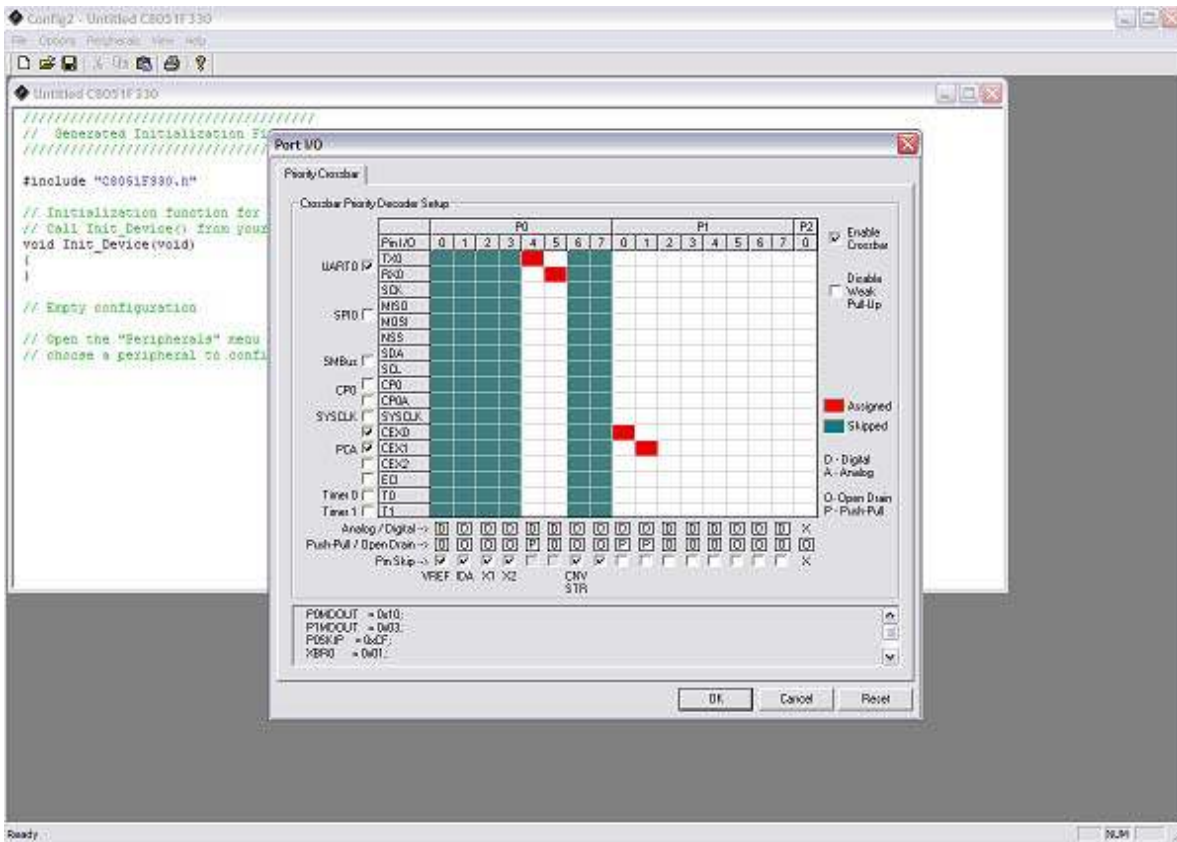 Config2 - Untitled C8051F330
File Options Peripherals View Help
Untitled C8051F330
/////////////////////////////////////
// Generated Initialization Fi
#include "C8051F330.h"
// Initialization function for
// Call Init_Device() from your
void Init_Device(void)
{
}
// Empty configuration
// Open the "Peripherals" menu
// choose a peripheral to confi
Port I/O
Priority Crossbar
Crossbar Priority Decoder Setup
P0 P1 P2
Pin I/O 0 1 2 3 4 5 6 7 0 1 2 3 4 5 6 7 0
UART0 TX0
RX0
SCK
SPI0 MISO
MOSI
NSS
SMBus SDA
SCL
CP0 CP0
CP0A
SYSCLK SYSCLK
CEX0
PCA CEX1
CEX2
ECI
Timer 0 T0
Timer 1 T1
Enable Crossbar
Disable Weak Pull-Up
Assigned
Skipped
D - Digital
A - Analog
O - Open Drain
P - Push-Pull
Analog / Digital -> D D D D D D D D D D D D D D D D X
Push-Pull / Open Drain -> O O O O P O O O P P O O O O O O O
Pin Skip -> X
VREF IDA X1 X2 CNV STR
P0MDOUT = 0x10;
P1MDOUT = 0x03;
P0SKIP = 0xCF;
XBR0 = 0x01;
OK Cancel Reset
Ready NUM